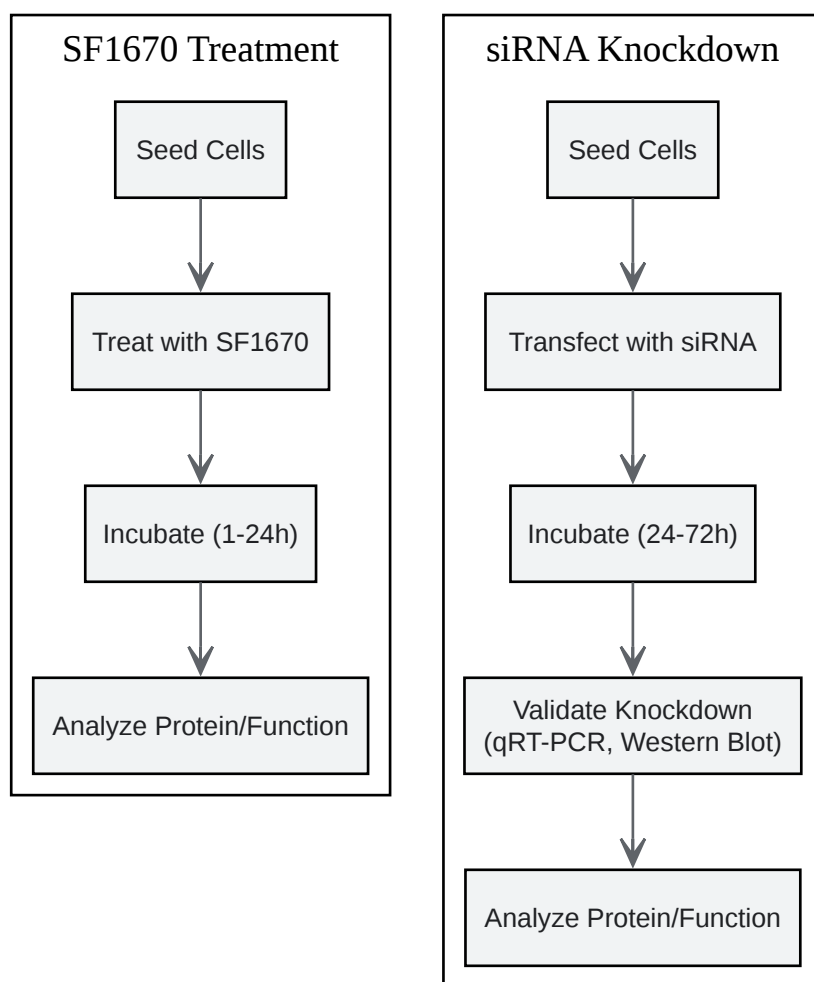 SF1670 Treatment
Seed Cells
Treat with SF1670
Incubate (1-24h)
Analyze Protein/Function
siRNA Knockdown
Seed Cells
Transfect with siRNA
Incubate (24-72h)
Validate Knockdown
(qRT-PCR, Western Blot)
Analyze Protein/Function